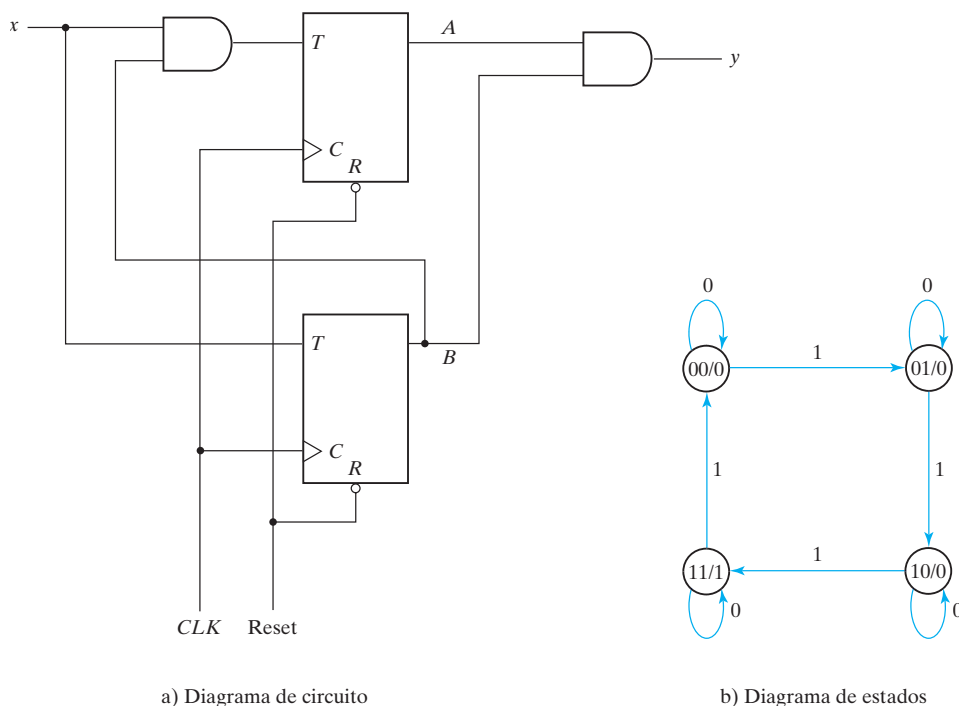 x
T
A
y
C
R
T
B
C
R
CLK Reset
a) Diagrama de circuito
0 0
00/0 1 01/0
1 1
11/1 1 10/0
0 0
b) Diagrama de estados